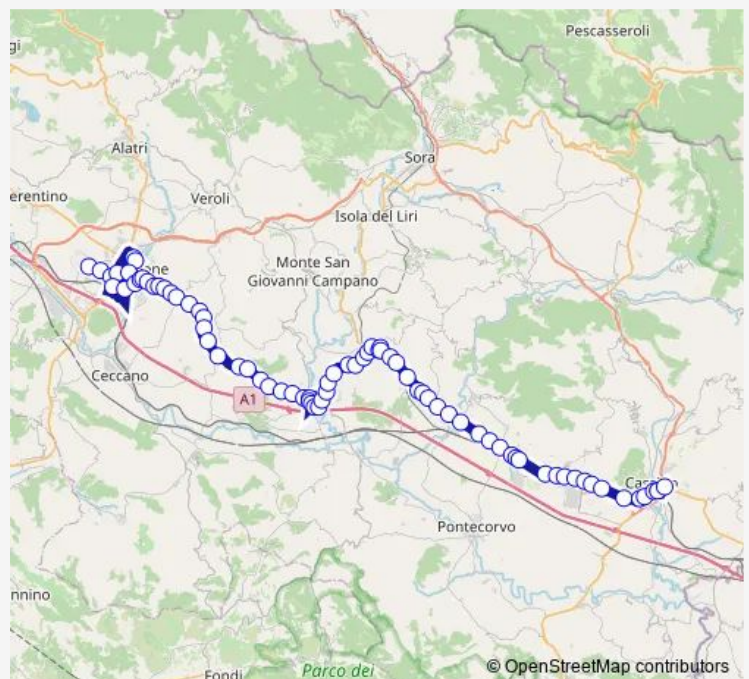 Pescasseroli
gi
Alatri
Sora
erentino
Veroli
Isola del Liri
one
Monte San
Giovanni Campano
Ceccano
A1
Pontecorvo
nnino
Fondi
Parco dei
© OpenStreetMap contributors